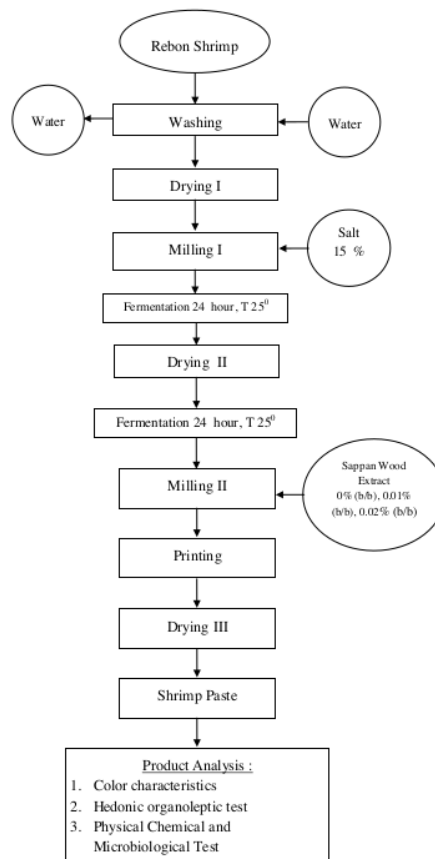 Rebon Shrimp
Water
Washing
Water
Drying I
Milling I
Salt
15 %
Fermentation 24 hour, T 25⁰
Drying II
Fermentation 24 hour, T 25⁰
Milling II
Sappan Wood
Extract
0% (b/b), 0.01%
(b/b), 0.02% (b/b)
Printing
Drying III
Shrimp Paste
Product Analysis :
1. Color characteristics
2. Hedonic organoleptic test
3. Physical Chemical and
Microbiological Test